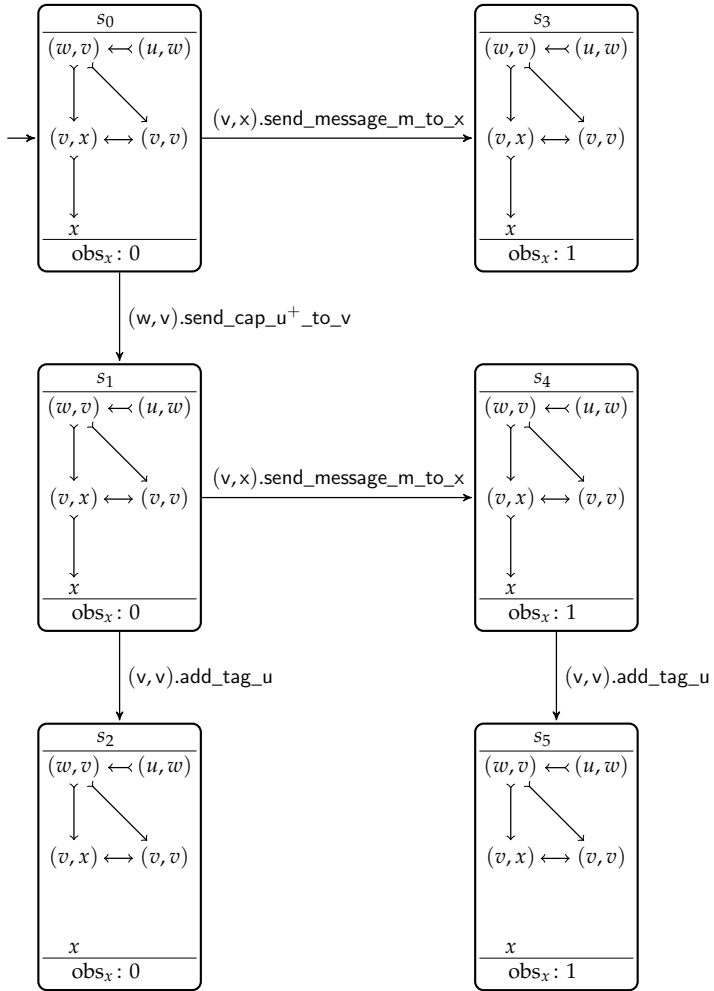 s₀
(w, v) (u, w)
(v, x) (v, v)
x
obsₓ: 0
(v, x).send_message_m_to_x
s₃
(w, v) (u, w)
(v, x) (v, v)
x
obsₓ: 1
(w, v).send_cap_u⁺_to_v
s₁
(w, v) (u, w)
(v, x) (v, v)
x
obsₓ: 0
(v, x).send_message_m_to_x
s₄
(w, v) (u, w)
(v, x) (v, v)
x
obsₓ: 1
(v, v).add_tag_u
(v, v).add_tag_u
s₂
(w, v) (u, w)
(v, x) (v, v)
x
obsₓ: 0
s₅
(w, v) (u, w)
(v, x) (v, v)
x
obsₓ: 1